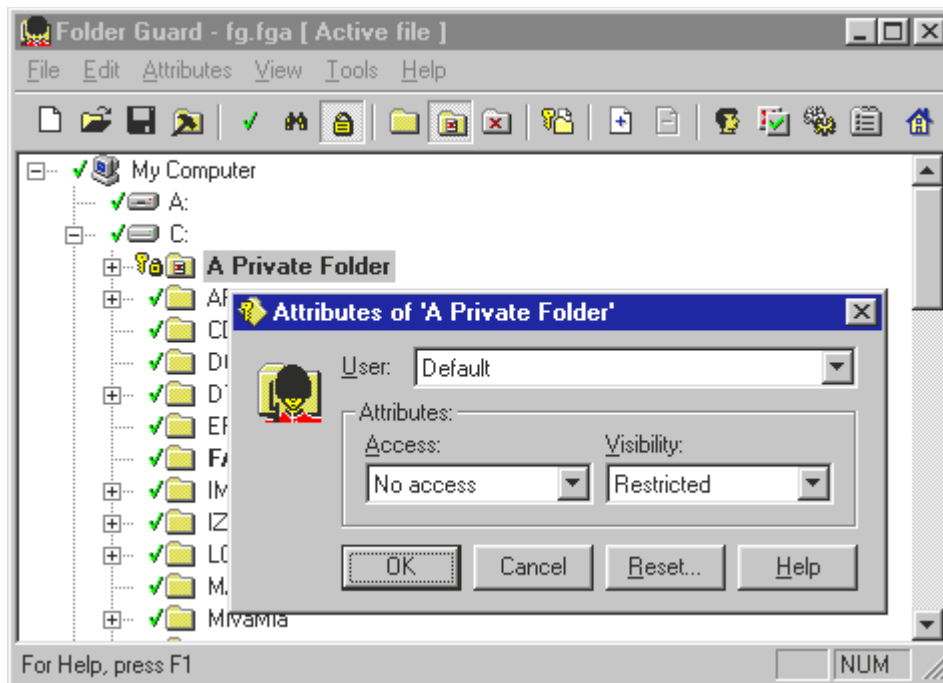 Folder Guard - fg.fga [ Active file ]
File Edit Attributes View Tools Help
My Computer
A:
C:
A Private Folder
Attributes of 'A Private Folder'
User: Default
Attributes:
Access: Visibility:
No access Restricted
OK Cancel Reset... Help
MivaMia
For Help, press F1 NUM